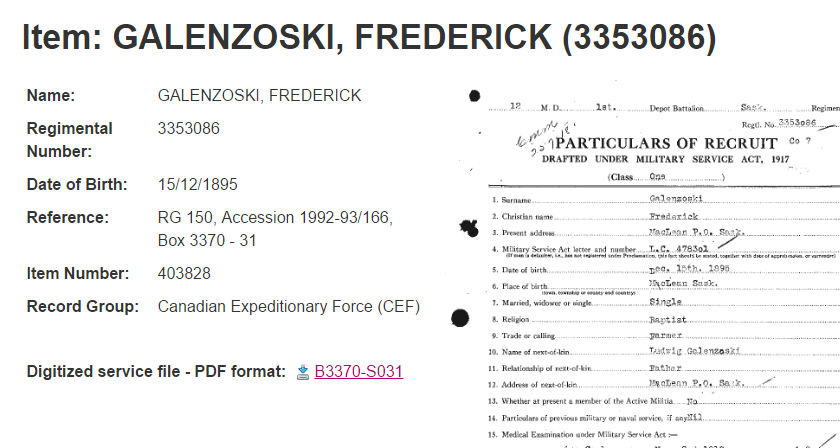 Item: GALENZOSKI, FREDERICK (3353086)
Name: GALENZOSKI, FREDERICK
Regimental Number: 3353086
Date of Birth: 15/12/1895
Reference: RG 150, Accession 1992-93/166,
Box 3370 - 31
Item Number: 403828
Record Group: Canadian Expeditionary Force (CEF)
Digitized service file - PDF format: B3370-S031
12 M. D. 1st. Depot Battalion Sask. Regimen
Regtl. No. 3353086
PARTICULARS OF RECRUIT Co 7
DRAFTED UNDER MILITARY SERVICE ACT, 1917
(Class One )
1. Surname Galenzoski
2. Christian name Frederick
3. Present address MacLean P.O. Sask.
4. Military Service Act letter and number L.C. 478301
(If man is defaulter, i.e., has not registered under Proclamation, this fact should be stated, together with date of apprehension, or surrender)
5. Date of birth Dec. 15th. 1895
6. Place of birth MacLean Sask.
(town, township or county and country)
7. Married, widower or single Single
8. Religion Baptist
9. Trade or calling Farmer
10. Name of next-of-kin Ludwig Galenzoski
11. Relationship of next-of-kin Father
12. Address of next-of-kin MacLean P.O. Sask.
13. Whether at present a member of the Active Militia No
14. Particulars of previous military or naval service, if any Nil
15. Medical Examination under Military Service Act :—